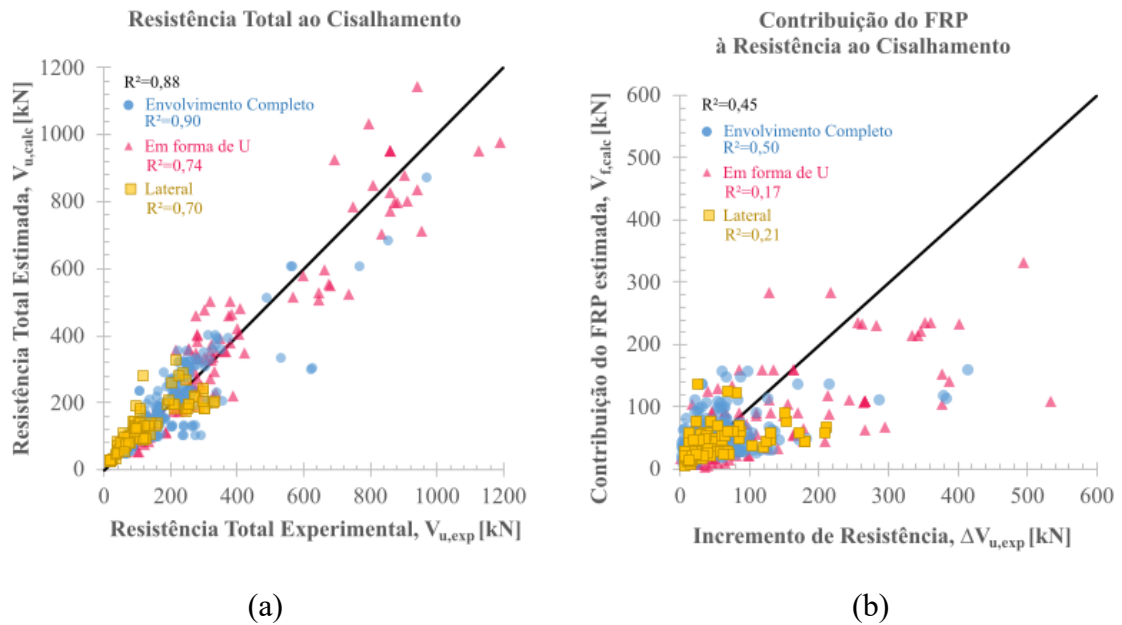 Resistência Total ao Cisalhamento
1200
1000
800
600
400
200
0
0
200
400
600
800
1000
1200
R²=0,88
Envolvimento Completo
R²=0,90
Em forma de U
R²=0,74
Lateral
R²=0,70
Resistência Total Estimada, Vu,calc [kN]
Resistência Total Experimental, Vu,exp [kN]
(a)
Contribuição do FRP
à Resistência ao Cisalhamento
600
500
400
300
200
100
0
0
100
200
300
400
500
600
R²=0,45
Envolvimento Completo
R²=0,50
Em forma de U
R²=0,17
Lateral
R²=0,21
Contribuição do FRP estimada, Vf,calc [kN]
Incremento de Resistência, ΔVu,exp [kN]
(b)